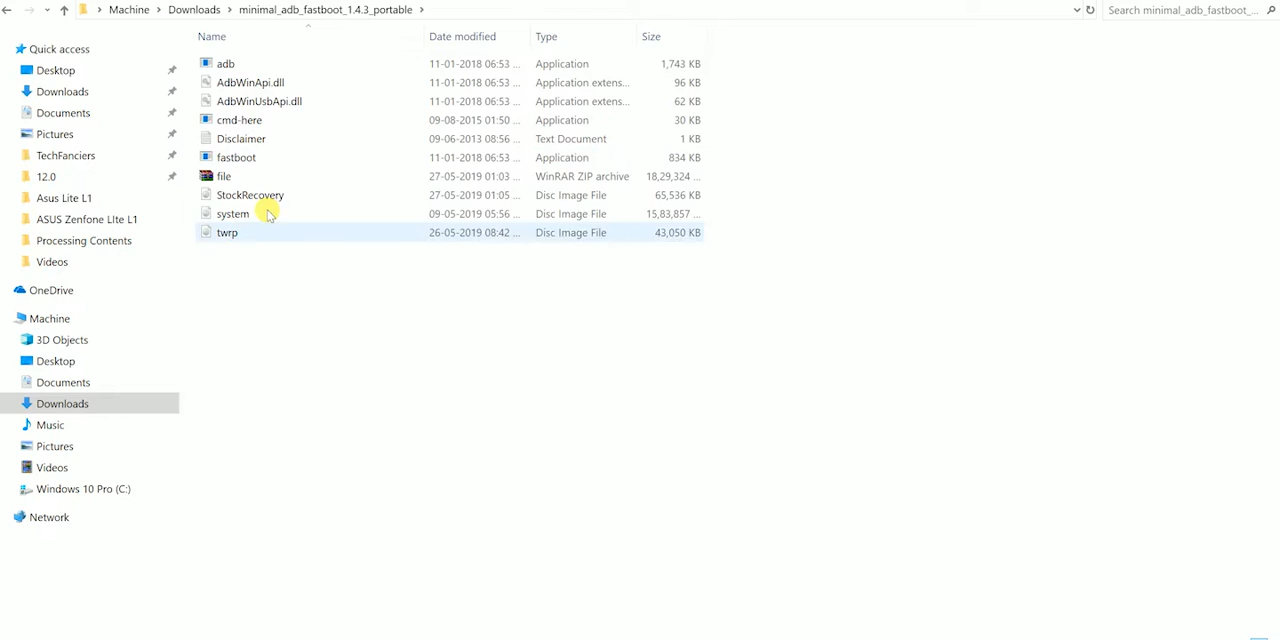 Machine > Downloads > minimal_adb_fastboot_1.4.3_portable >
Search minimal_adb_fastboot_...
Name Date modified Type Size
Quick access
Desktop
Downloads
Documents
Pictures
TechFanciers
12.0
Asus Lite L1
ASUS Zenfone LIte L1
Processing Contents
Videos
OneDrive
Machine
3D Objects
Desktop
Documents
Downloads
Music
Pictures
Videos
Windows 10 Pro (C:)
Network
adb 11-01-2018 06:53 ... Application 1,743 KB
AdbWinApi.dll 11-01-2018 06:53 ... Application extens... 96 KB
AdbWinUsbApi.dll 11-01-2018 06:53 ... Application extens... 62 KB
cmd-here 09-08-2015 01:50 ... Application 30 KB
Disclaimer 09-06-2013 08:56 ... Text Document 1 KB
fastboot 11-01-2018 06:53 ... Application 834 KB
file 27-05-2019 01:03 ... WinRAR ZIP archive 18,29,324 ...
StockRecovery 27-05-2019 01:05 ... Disc Image File 65,536 KB
system 09-05-2019 05:56 ... Disc Image File 15,83,857 ...
twrp 26-05-2019 08:42 ... Disc Image File 43,050 KB